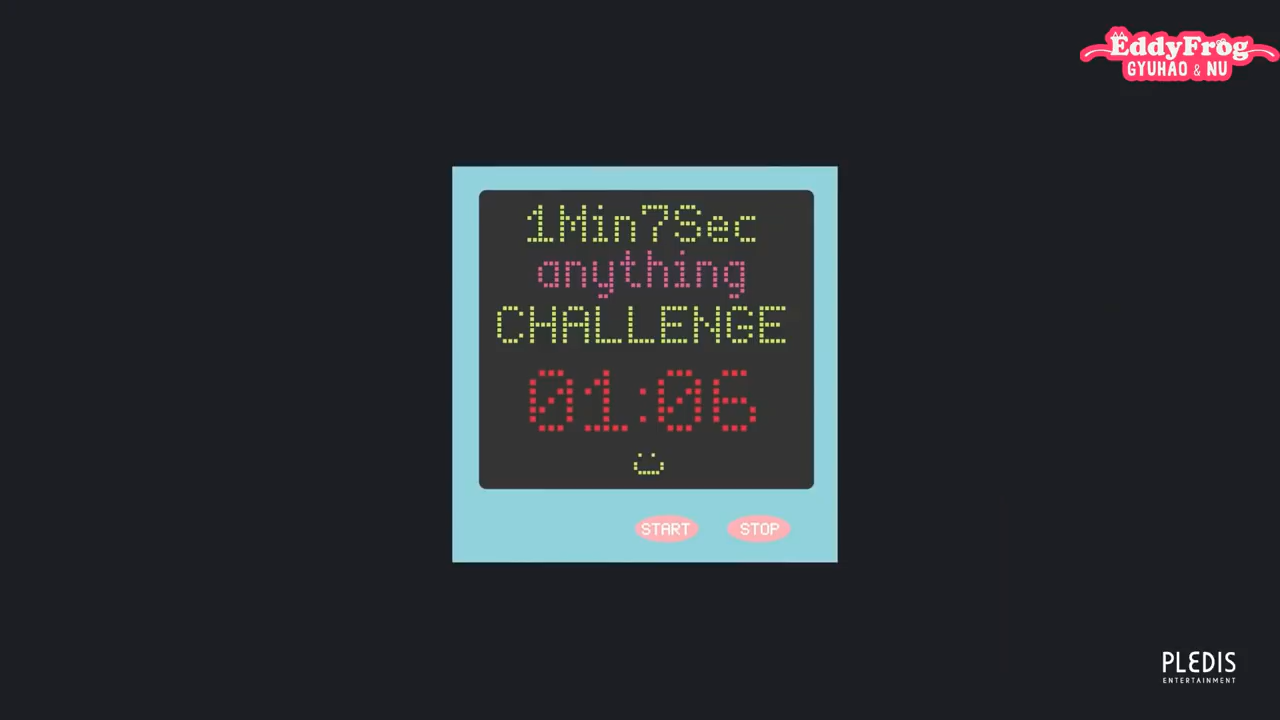 EddyFrog
GYUHAO & NU
1Min7Sec
anything
CHALLENGE
01:06
START STOP
PLEDIS
ENTERTAINMENT